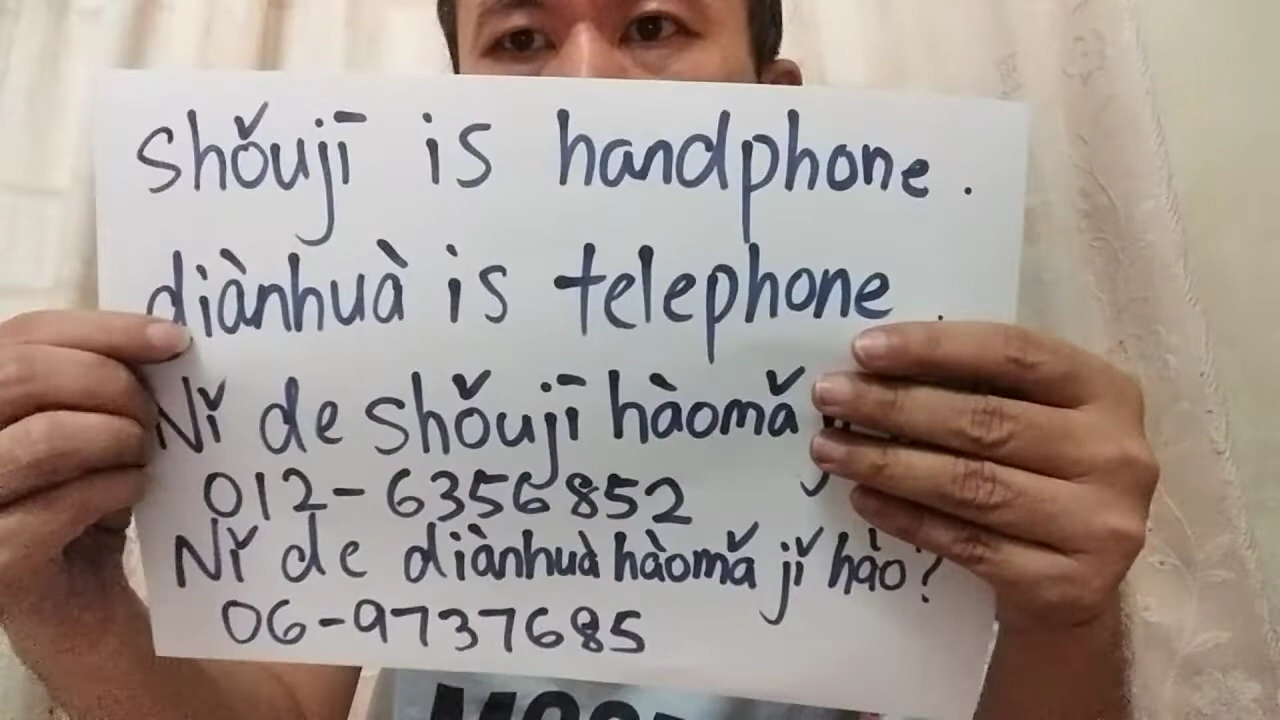 shǒujī is handphone.
diànhuà is telephone.
Nǐ de shǒujī hàomǎ
012-6356852
Nǐ de diànhuà hàomǎ jǐ hào?
06-9737685